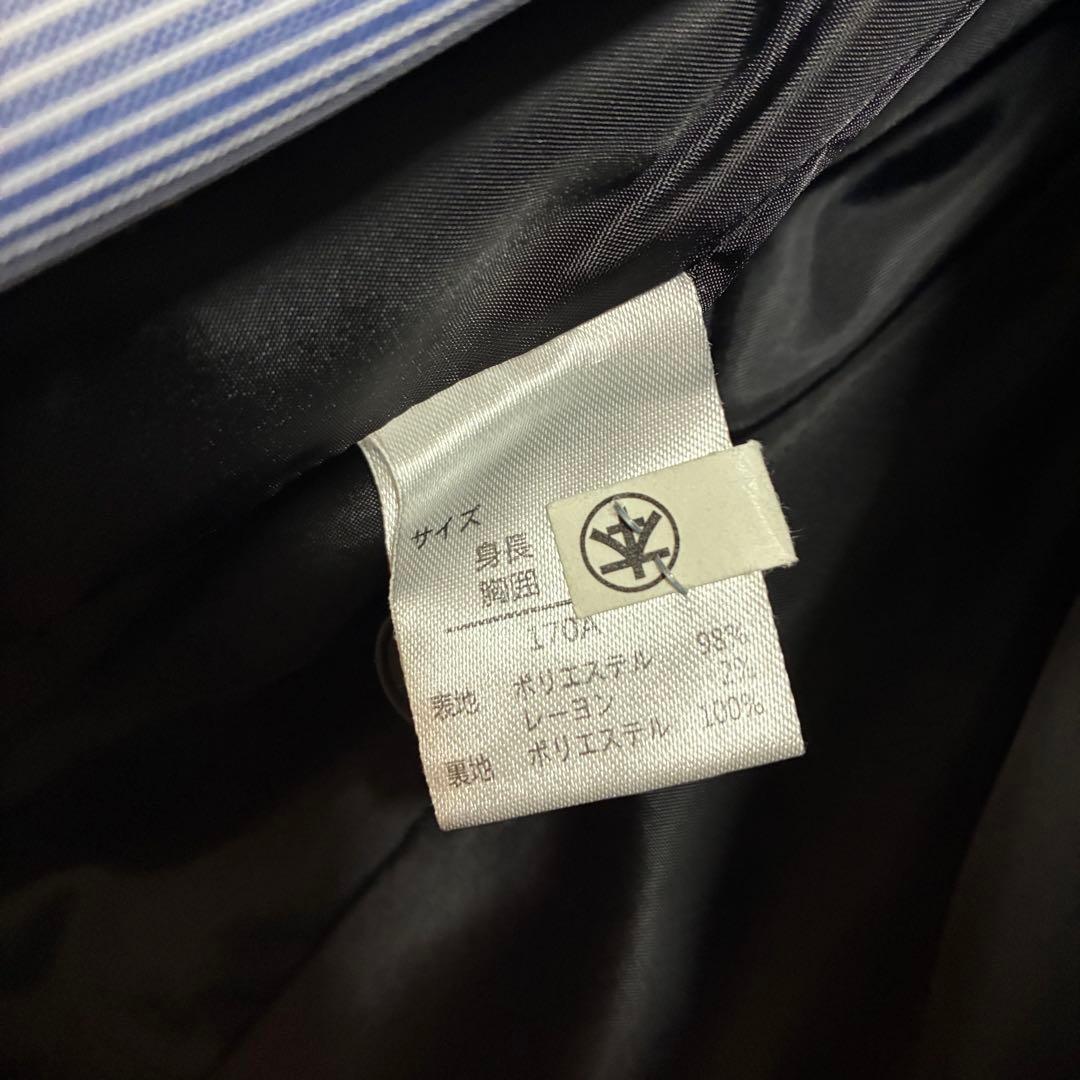 サイズ
身長
胸囲
170A
表地 ポリエステル 98%
レーヨン 2%
裏地 ポリエステル 100%